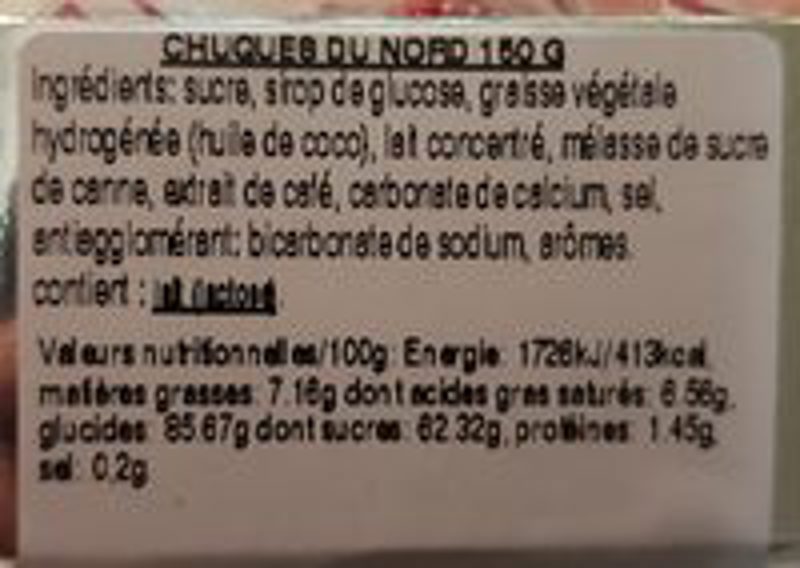 CHUQUES DU NORD 150 G
Ingrédients: sucre, sirop de glucose, graisse végétale
hydrogénée (huile de coco), lait concentré, mélasse de sucre
de canne, extrait de café, carbonate de calcium, sel,
antiagglomérant: bicarbonate de sodium, arômes.
contient : lait (lactose).
Valeurs nutritionnelles/100g: Energie: 1726kJ/413kcal,
matières grasses: 7.16g dont acides gras saturés: 6.56g,
glucides: 85.67g dont sucres: 62.32g, protéines: 1.45g,
sel: 0.2g